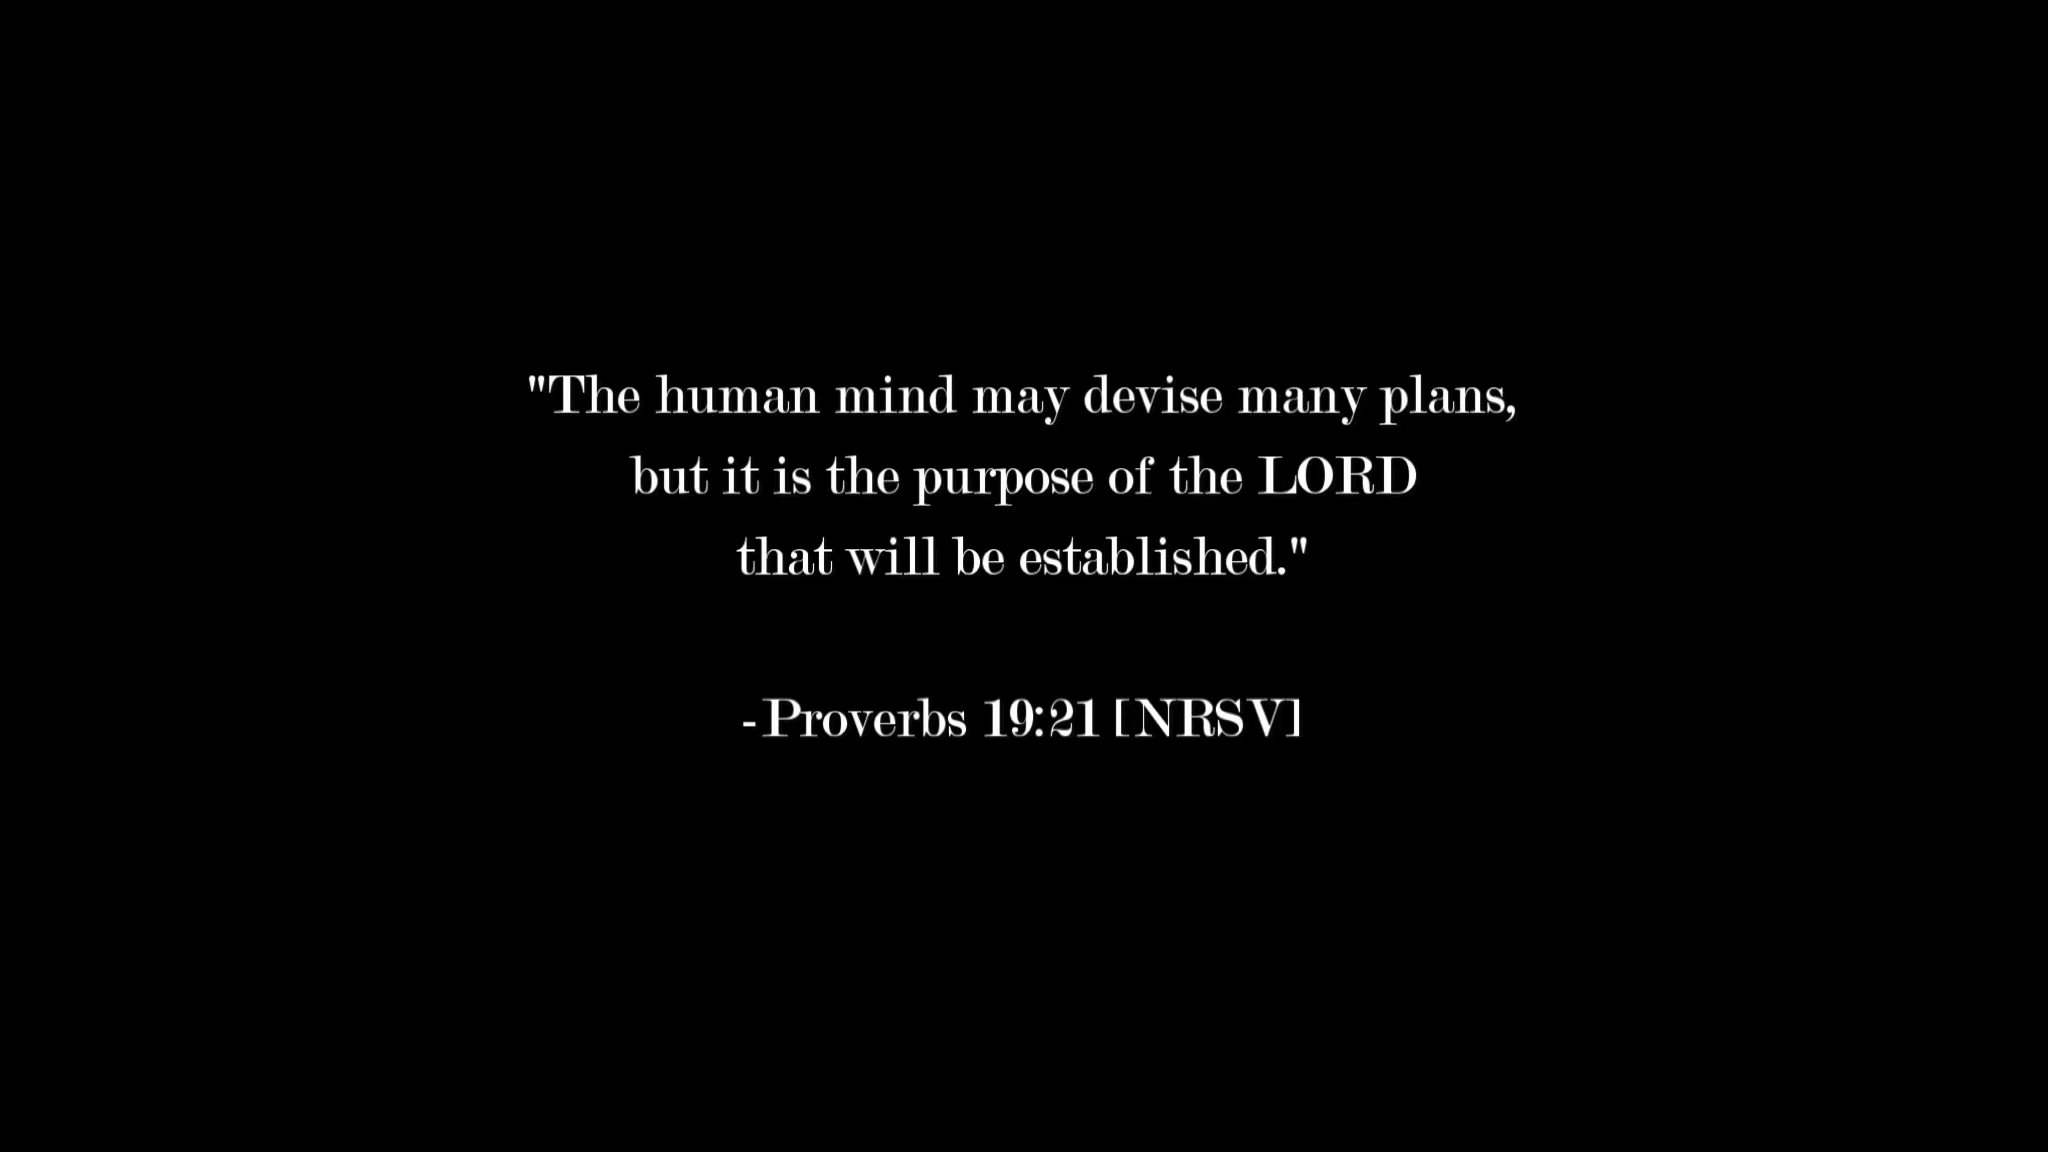 "The human mind may devise many plans,
but it is the purpose of the LORD
that will be established."
-Proverbs 19:21 [NRSV]